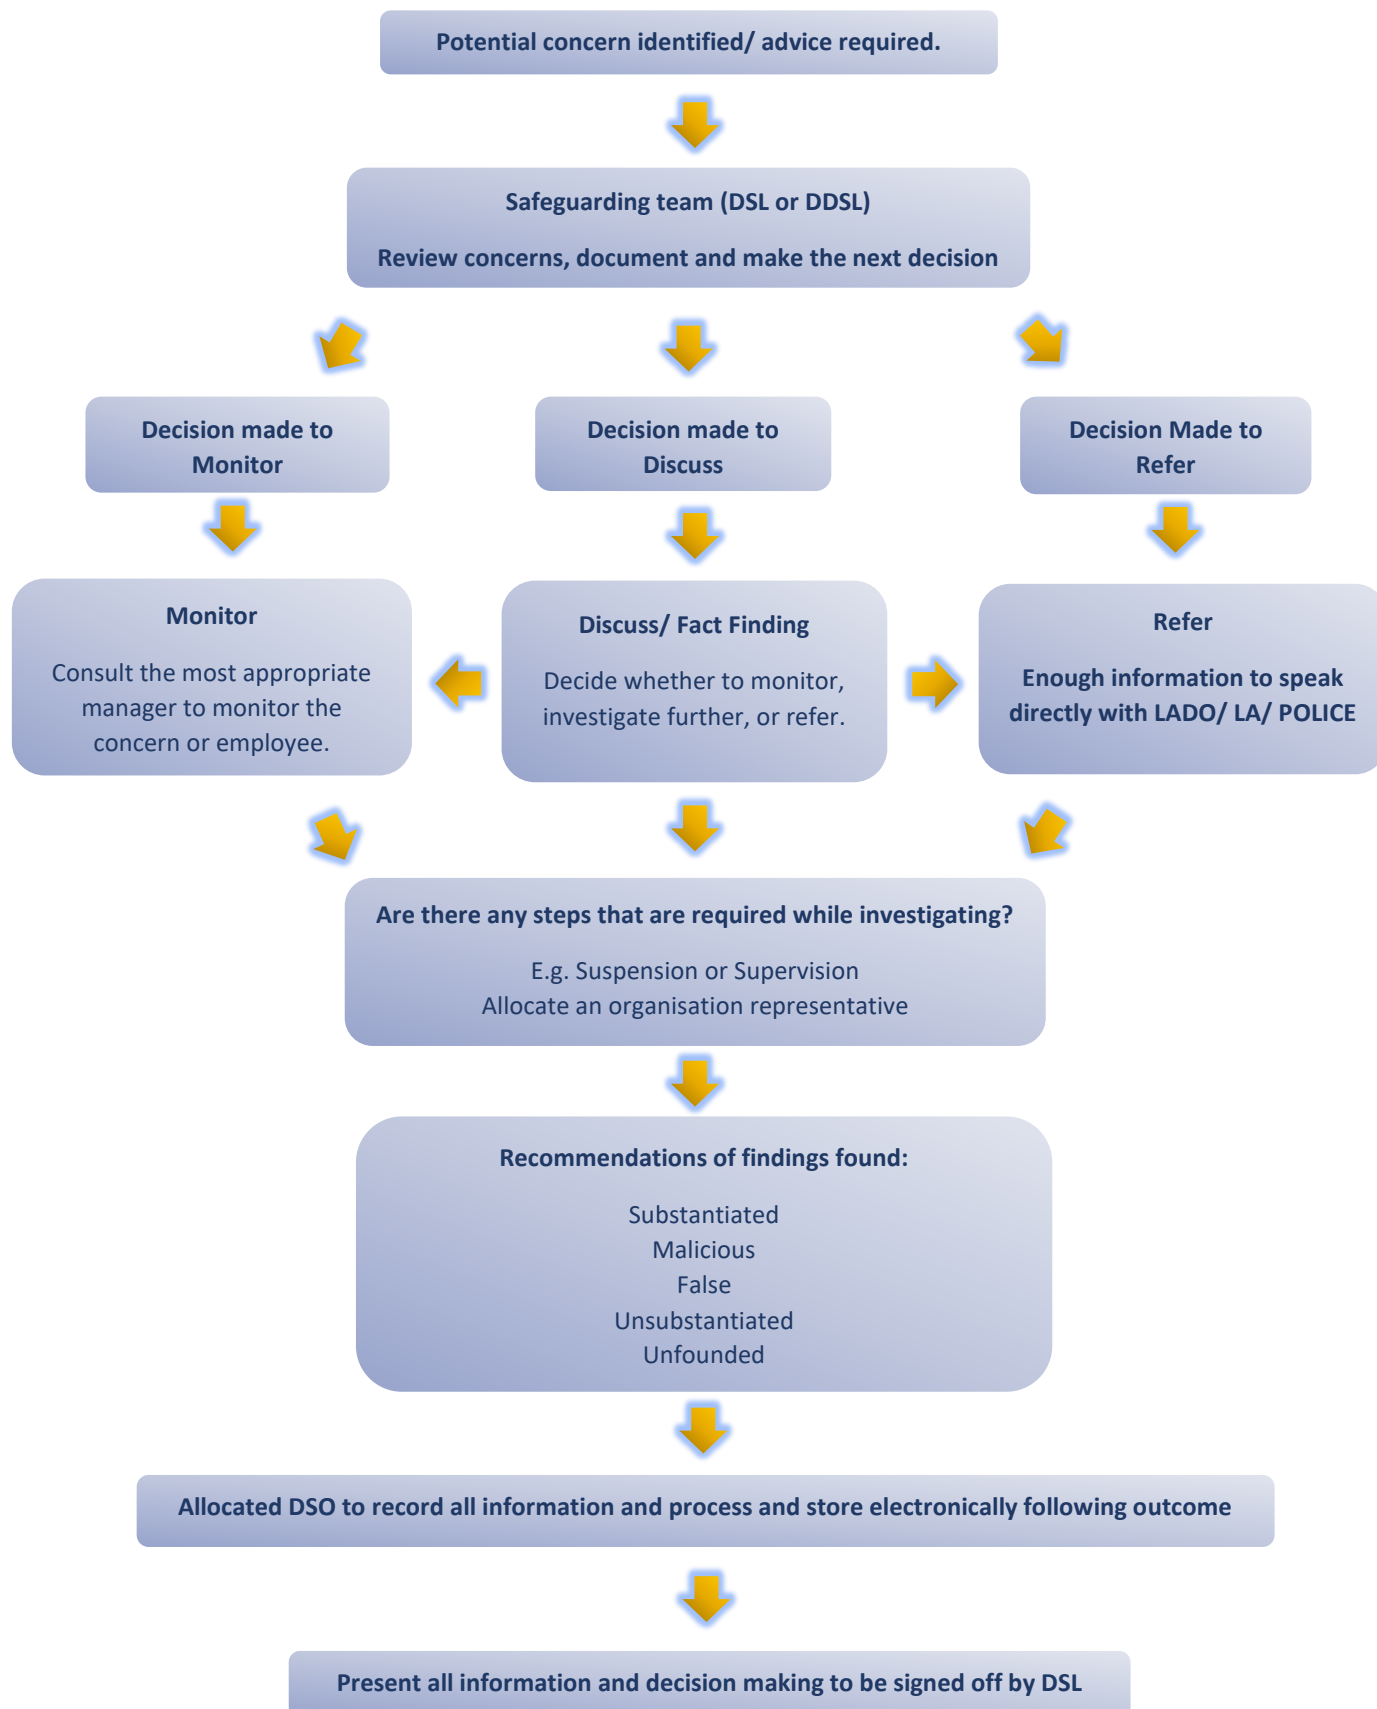 Potential concern identified/ advice required.
Safeguarding team (DSL or DDSL)
Review concerns, document and make the next decision
Decision made to
Monitor
Decision made to
Discuss
Decision Made to
Refer
Monitor
Consult the most appropriate
manager to monitor the
concern or employee.
Discuss/ Fact Finding
Decide whether to monitor,
investigate further, or refer.
Refer
Enough information to speak
directly with LADO/ LA/ POLICE
Are there any steps that are required while investigating?
E.g. Suspension or Supervision
Allocate an organisation representative
Recommendations of findings found:
Substantiated
Malicious
False
Unsubstantiated
Unfounded
Allocated DSO to record all information and process and store electronically following outcome
Present all information and decision making to be signed off by DSL